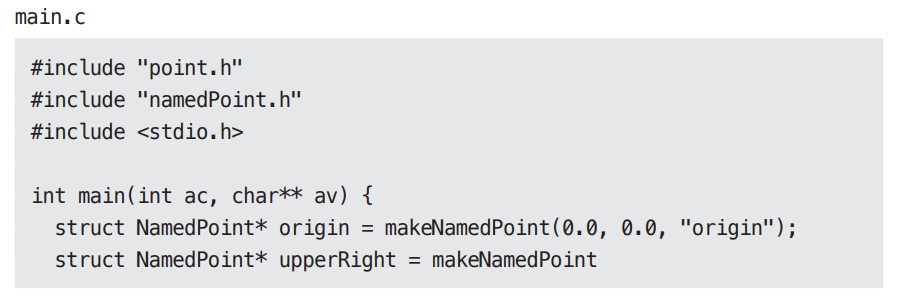 main.c
#include "point.h"
#include "namedPoint.h"
#include <stdio.h>
int main(int ac, char** av) {
struct NamedPoint* origin = makeNamedPoint(0.0, 0.0, "origin");
struct NamedPoint* upperRight = makeNamedPoint